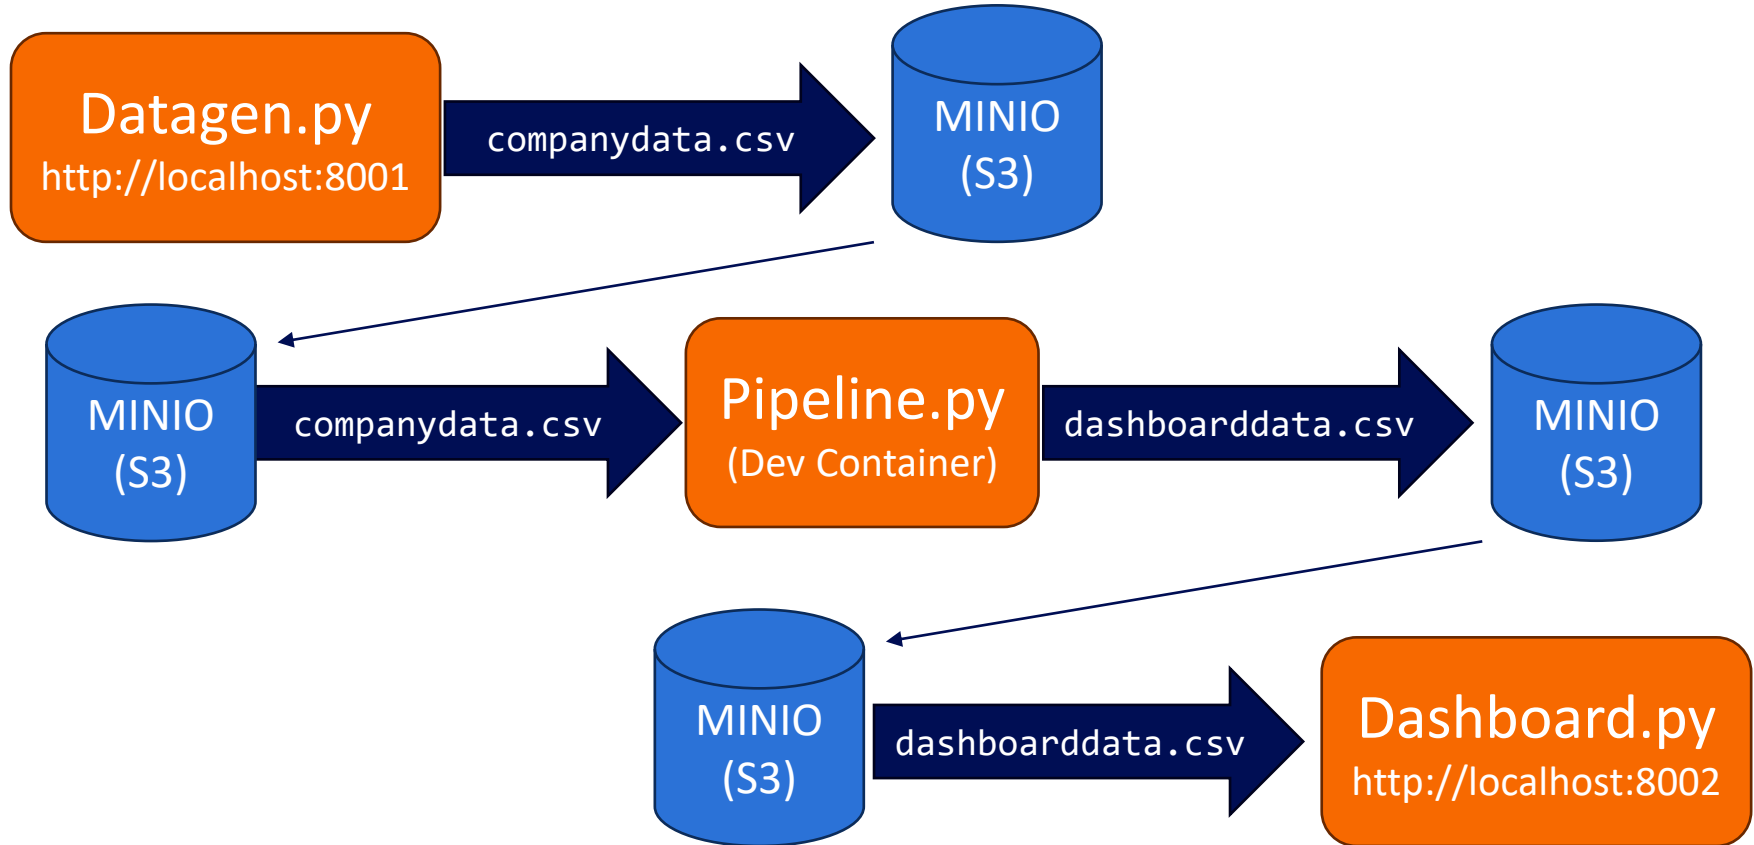 Datagen.py
http://localhost:8001
companydata.csv
MINIO
(S3)
MINIO
(S3)
companydata.csv
Pipeline.py
(Dev Container)
dashboarddata.csv
MINIO
(S3)
MINIO
(S3)
dashboarddata.csv
Dashboard.py
http://localhost:8002